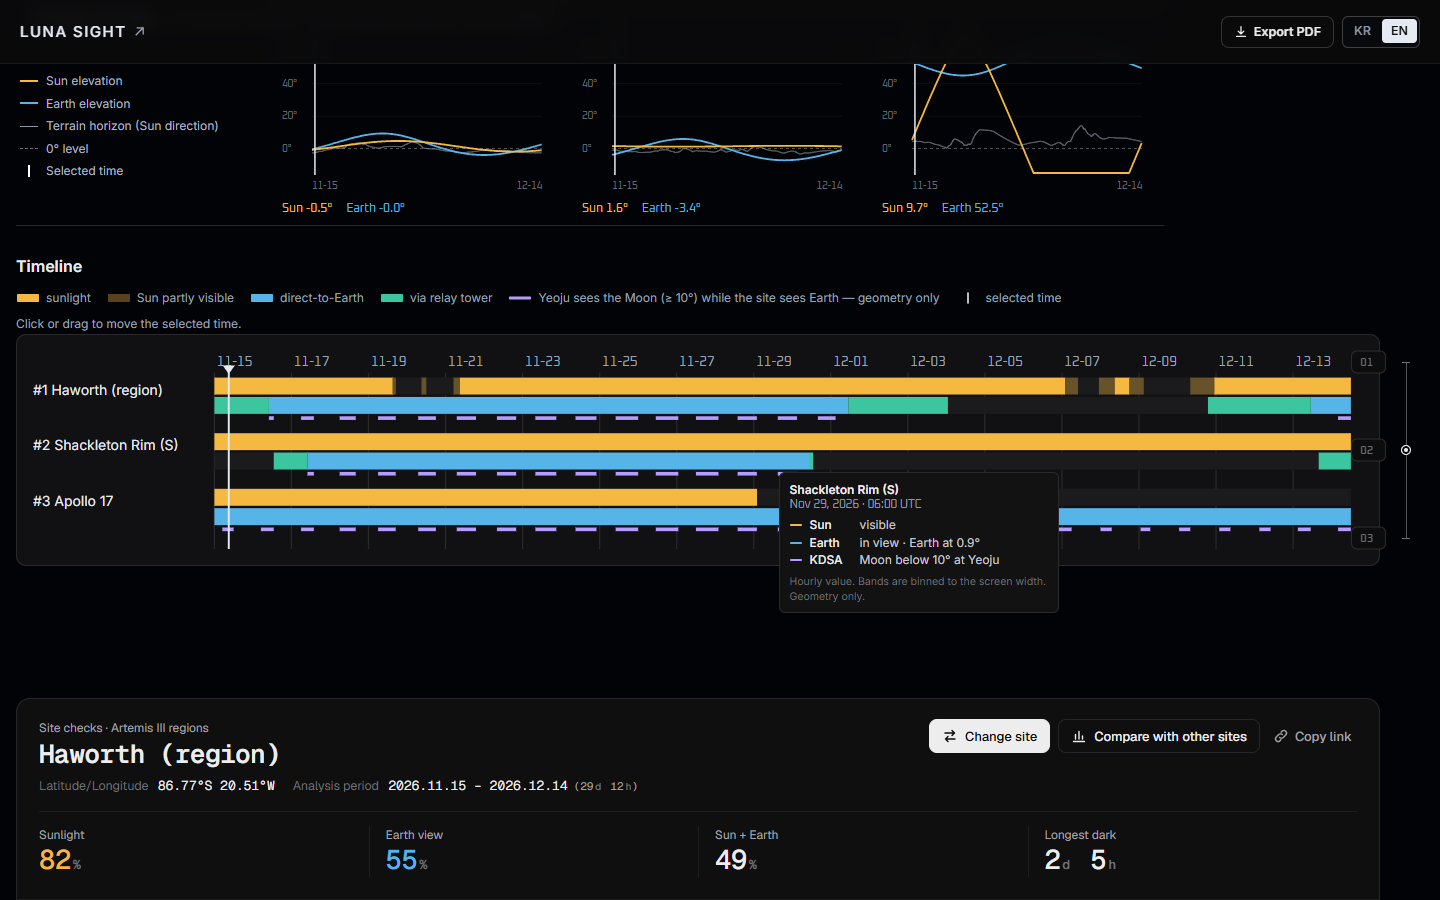 LUNA SIGHT ↗
Export PDF
KR EN
Sun elevation
Earth elevation
Terrain horizon (Sun direction)
0° level
Selected time
40°
20°
0°
11-15 12-14
Sun -0.5° Earth -0.0°
40°
20°
0°
11-15 12-14
Sun 1.6° Earth -3.4°
40°
20°
0°
11-15 12-14
Sun 9.7° Earth 52.5°
Timeline
sunlight Sun partly visible direct-to-Earth via relay tower Yeoju sees the Moon (≥ 10°) while the site sees Earth — geometry only selected time
Click or drag to move the selected time.
11-15 11-17 11-19 11-21 11-23 11-25 11-27 11-29 12-01 12-03 12-05 12-07 12-09 12-11 12-13
01
#1 Haworth (region)
#2 Shackleton Rim (S)
02
#3 Apollo 17
03
Shackleton Rim (S)
Nov 29, 2026 · 06:00 UTC
Sun visible
Earth in view · Earth at 0.9°
KDSA Moon below 10° at Yeoju
Hourly value. Bands are binned to the screen width.
Geometry only.
Site checks · Artemis III regions
Haworth (region)
Change site
Compare with other sites
Copy link
Latitude/Longitude 86.77°S 20.51°W Analysis period 2026.11.15 – 2026.12.14 (29d 12h)
Sunlight
82%
Earth view
55%
Sun + Earth
49%
Longest dark
2d 5h